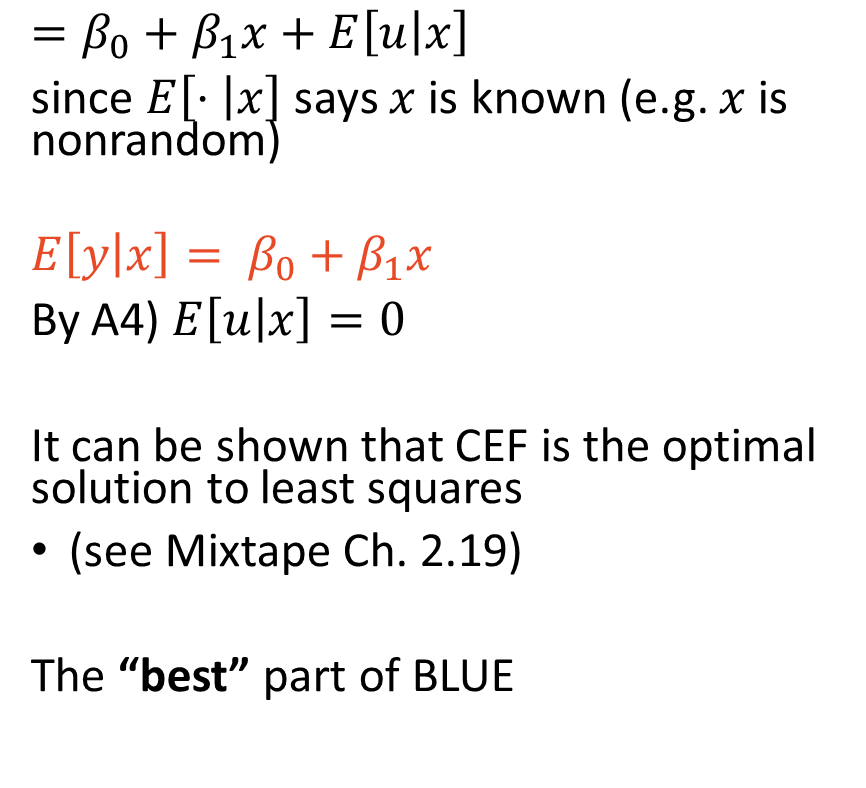 = β₀ + β₁x + E[u|x]
since E[· |x] says x is known (e.g. x is
nonrandom)
E[y|x] = β₀ + β₁x
By A4) E[u|x] = 0
It can be shown that CEF is the optimal
solution to least squares
• (see Mixtape Ch. 2.19)
The “best” part of BLUE